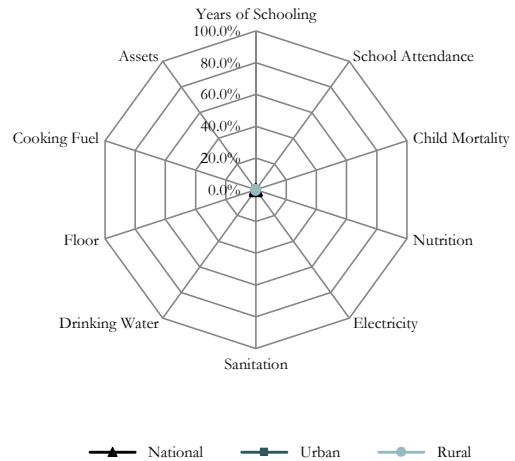 Years of Schooling
100.0%
Assets
School Attendance
80.0%
60.0%
40.0%
Cooking Fuel
Child Mortality
20.0%
0.0%
Floor
Nutrition
Drinking Water
Electricity
Sanitation
National Urban Rural